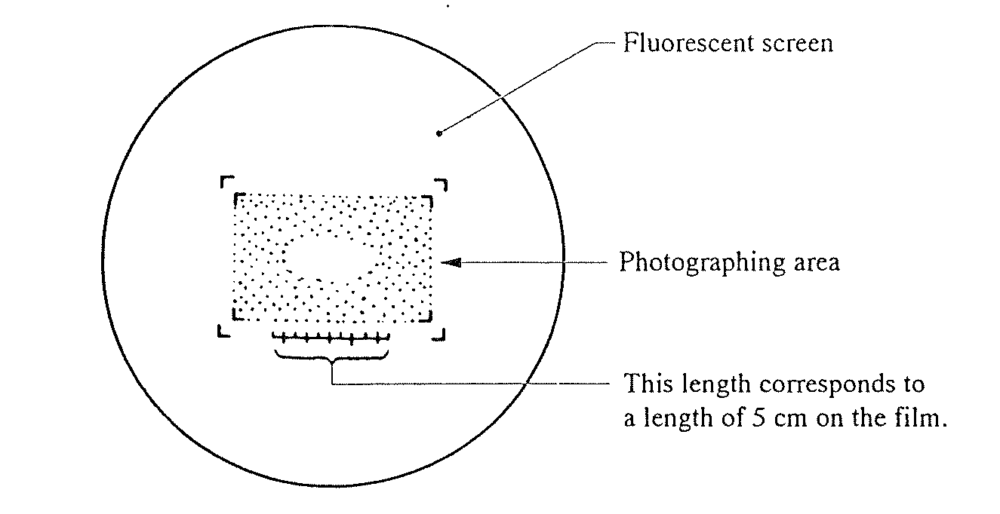 Fluorescent screen
Photographing area
This length corresponds to
a length of 5 cm on the film.